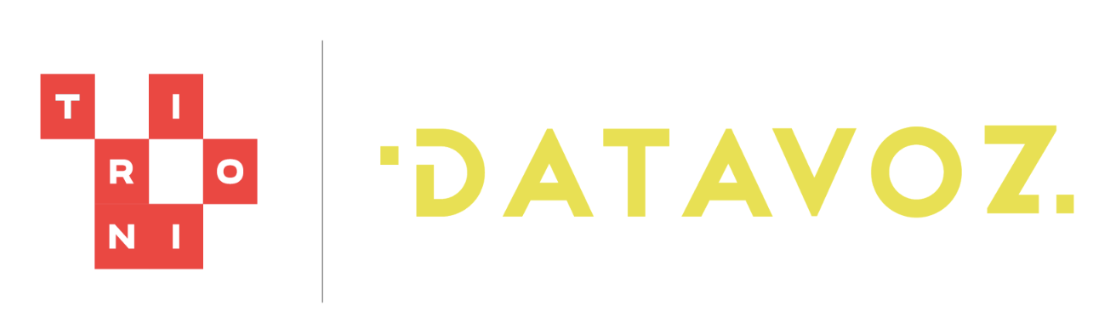 T I
R O
N I
DATAVOZ.